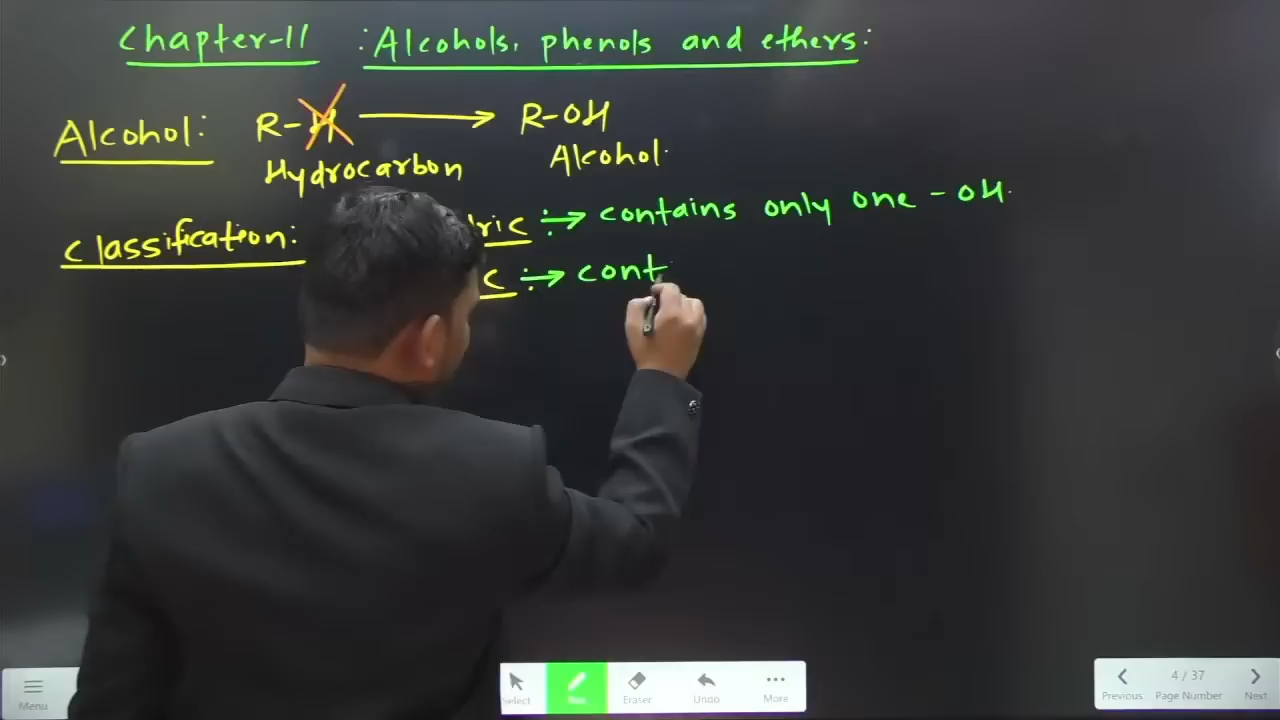 Chapter-11 : Alcohols, phenols and ethers:
Alcohol: R-H → R-OH
Hydrocarbon Alcohol.
Classification: ric :→ contains only one -OH.
c :→ cont
Menu Select Pen Eraser Undo More Previous 4 / 37 Page Number Next